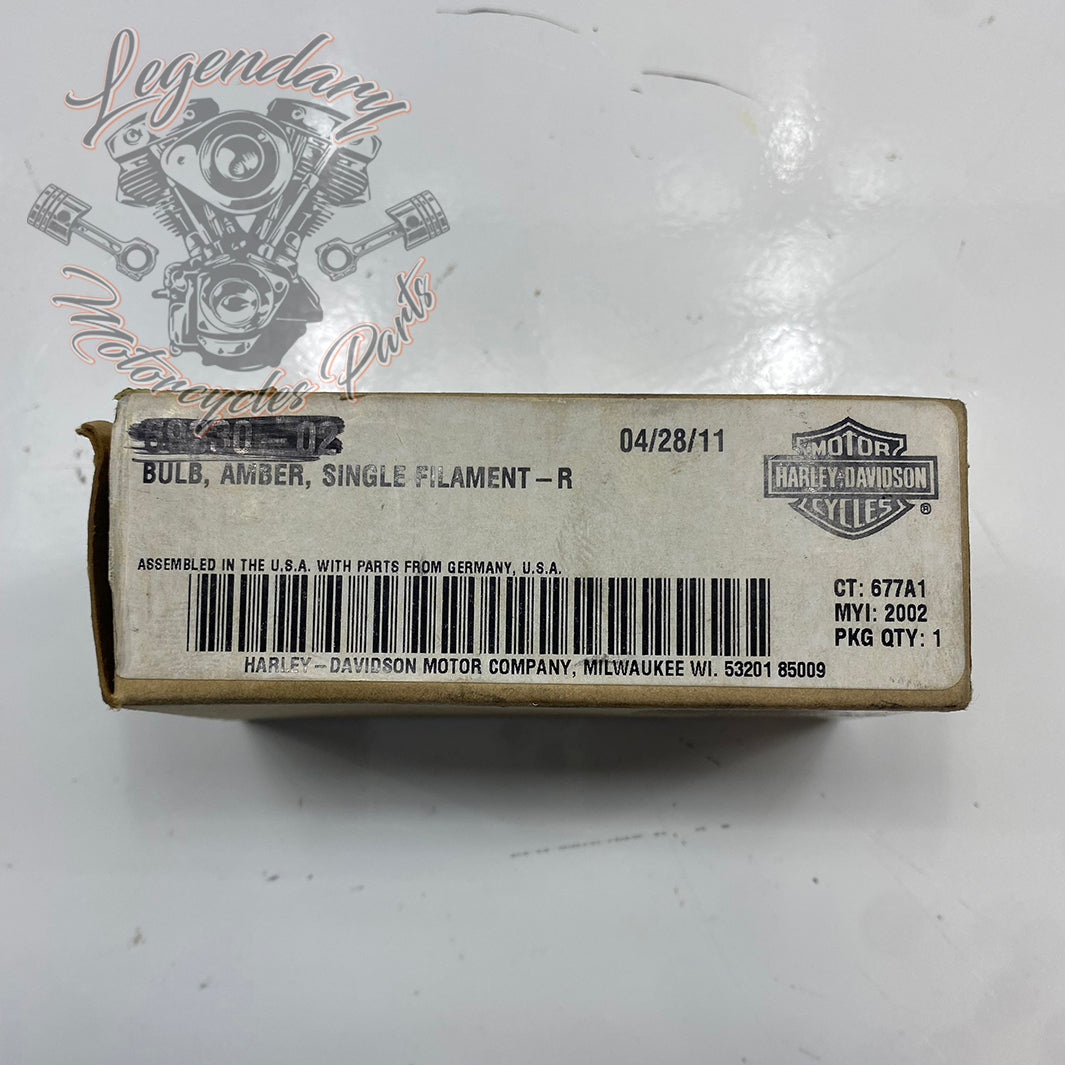 Legendary
Motorcycles Parts
-02
04/28/11
BULB, AMBER, SINGLE FILAMENT-R
MOTOR
HARLEY-DAVIDSON
CYCLES
®
ASSEMBLED IN THE U.S.A. WITH PARTS FROM GERMANY, U.S.A.
CT: 677A1
MYI: 2002
PKG QTY: 1
HARLEY-DAVIDSON MOTOR COMPANY, MILWAUKEE WI. 53201 85009